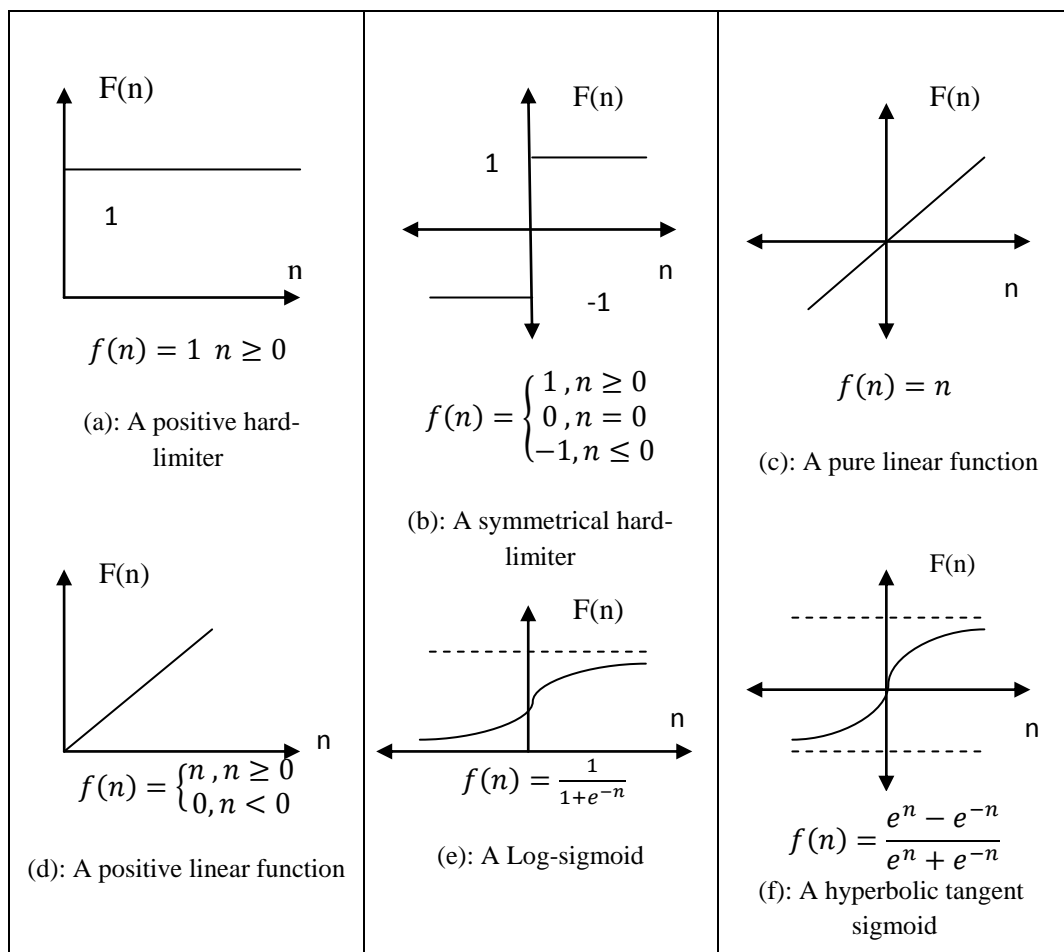 F(n)
1
n
f(n) = 1 n ≥ 0
(a): A positive hard-
limiter
F(n)
1
n
-1
f(n) = { 1 , n ≥ 0
0 , n = 0
−1, n ≤ 0
(b): A symmetrical hard-
limiter
F(n)
n
f(n) = n
(c): A pure linear function
F(n)
n
f(n) = { n , n ≥ 0
0, n < 0
(d): A positive linear function
F(n)
n
f(n) = 1 / 1+e^{−n}
(e): A Log-sigmoid
F(n)
n
f(n) = e^n − e^{−n} / e^n + e^{−n}
(f): A hyperbolic tangent
sigmoid